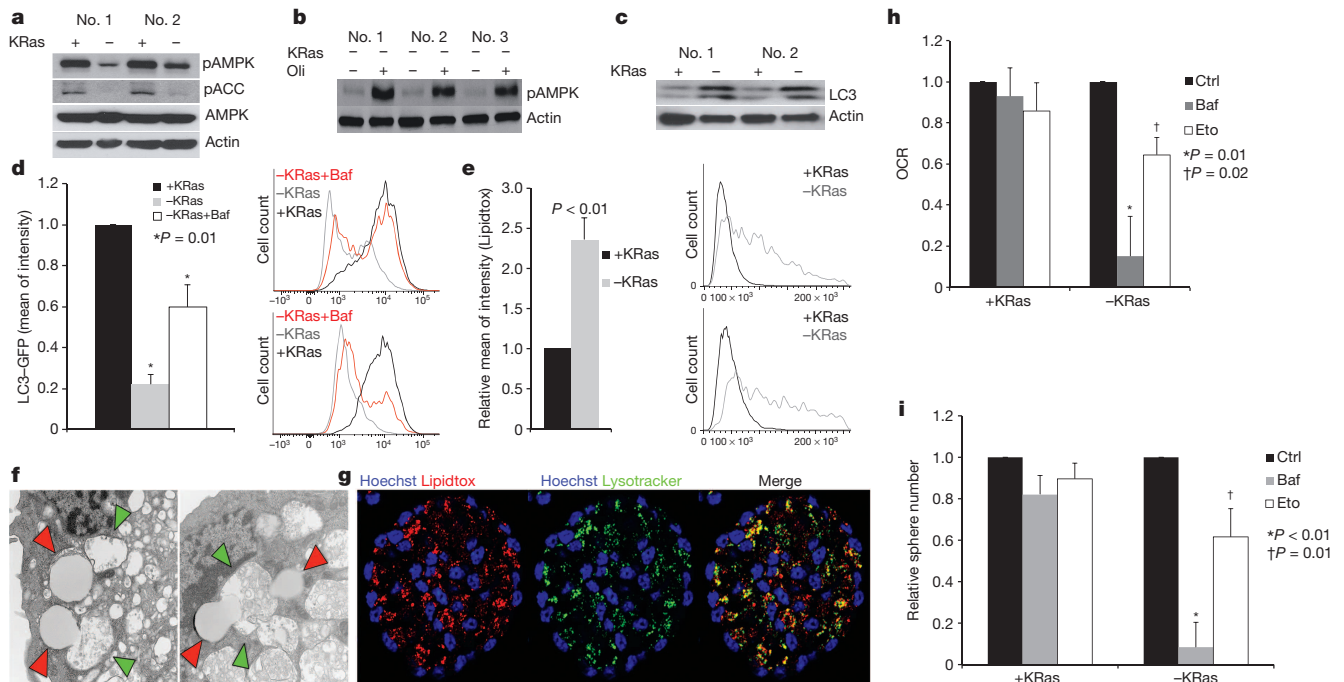 a
No. 1 No. 2
KRas + – + –
pAMPK
pACC
AMPK
Actin
b
No. 1 No. 2 No. 3
KRas – – – – – –
Oli – + – + – +
pAMPK
Actin
c
No. 1 No. 2
KRas + – + –
LC3
Actin
d
LC3–GFP (mean of intensity)
1.2
1.0
0.8
0.6
0.4
0.2
0
+KRas
–KRas
–KRas+Baf
*P = 0.01
*
*
–KRas+Baf
–KRas
+KRas
Cell count
–10³ 0 10³ 10⁴ 10⁵
–KRas+Baf
–KRas
+KRas
Cell count
–10³ 0 10³ 10⁴ 10⁵
e
Relative mean of intensity (Lipidtox)
3.0
2.5
2.0
1.0
0.5
0
P < 0.01
+KRas
–KRas
+KRas
–KRas
Cell count
0
0 100 × 10³ 200 × 10³
+KRas
–KRas
Cell count
0
0 100 × 10³ 200 × 10³
f
g
Hoechst Lipidtox
Hoechst Lysotracker
Merge
h
OCR
1.2
1.0
0.8
0.6
0.4
0.2
0
Ctrl
Baf
Eto
*P = 0.01
†P = 0.02
*
†
+KRas –KRas
i
Relative sphere number
1.2
1.0
0.8
0.6
0.4
0.2
0
Ctrl
Baf
Eto
*P < 0.01
†P = 0.01
*
†
+KRas –KRas